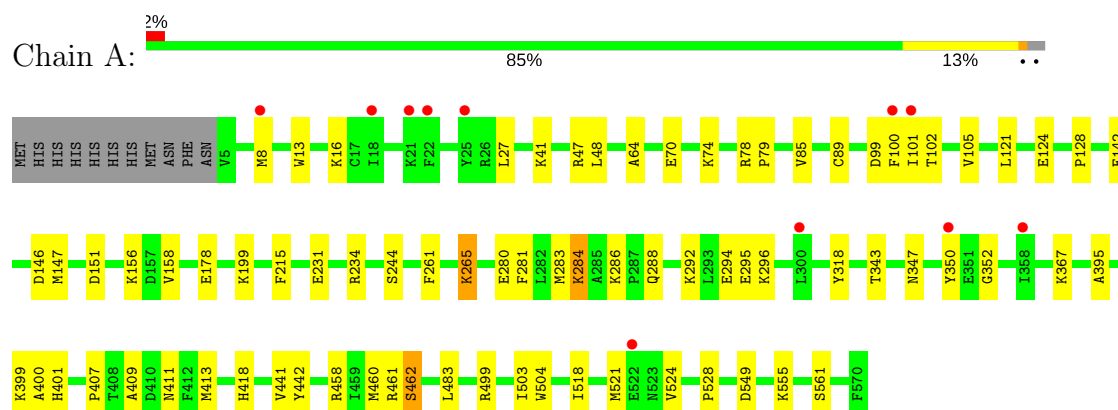 2%
Chain A:
85% 13% • •
MET HIS HIS HIS HIS HIS HIS MET ASN PHE ASN V5 M8 W13 K16 C17 I18 K21 F22 Y25 R26 L27 K41 R47 L48 A64 E70 K74 R78 P79 V85 C89 D99 F100 I101 T102 V105 L121 E124 P128
D146 M147 D151 K156 D157 V158 E178 K199 F215 E231 R234 S244 F261 K265 E280 F281 L282 M283 K284 A285 K286 P287 Q288 K292 L293 E294 E295 K296 L300 Y318 T343 N347 Y350 E351 G352 I358 K367 A395
K399 A400 H401 P407 T408 A409 D410 N411 F412 M413 H418 V441 Y442 R458 I459 M460 R461 S462 L483 R499 I503 W504 I518 M521 E522 N523 V524 P528 D549 K555 S561 F570